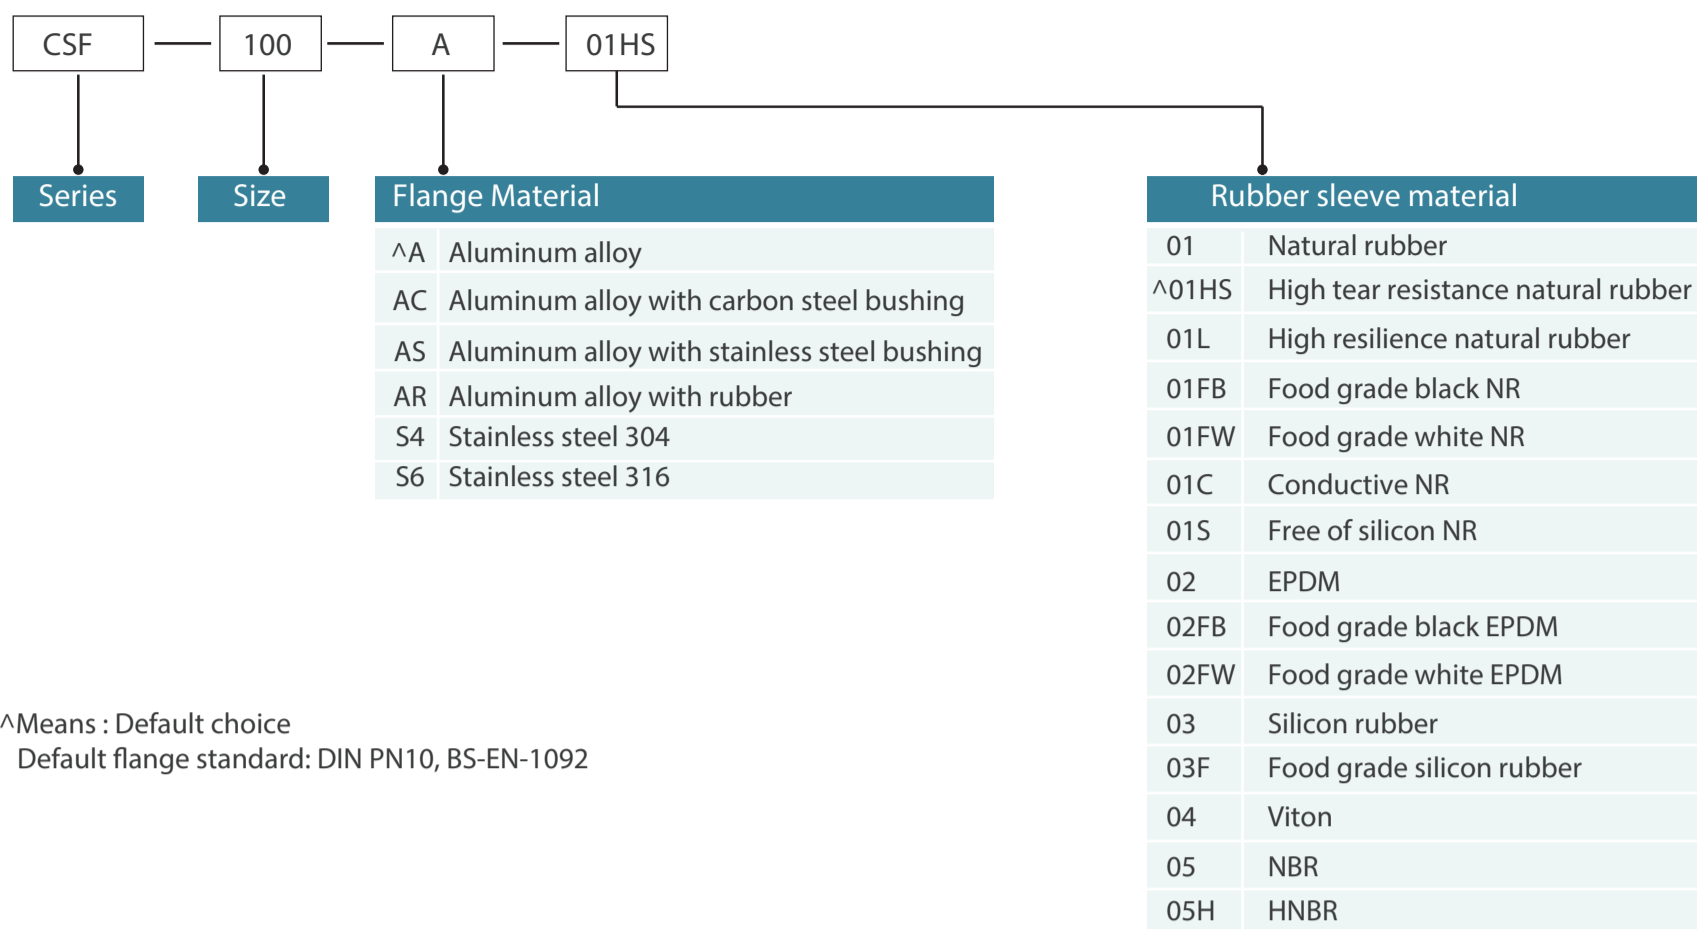 CSF 100 A 01HS
Series Size Flange Material Rubber sleeve material
^A Aluminum alloy
AC Aluminum alloy with carbon steel bushing
AS Aluminum alloy with stainless steel bushing
AR Aluminum alloy with rubber
S4 Stainless steel 304
S6 Stainless steel 316
01 Natural rubber
^01HS High tear resistance natural rubber
01L High resilience natural rubber
01FB Food grade black NR
01FW Food grade white NR
01C Conductive NR
01S Free of silicon NR
02 EPDM
02FB Food grade black EPDM
02FW Food grade white EPDM
03 Silicon rubber
03F Food grade silicon rubber
04 Viton
05 NBR
05H HNBR
^Means : Default choice
Default flange standard: DIN PN10, BS-EN-1092